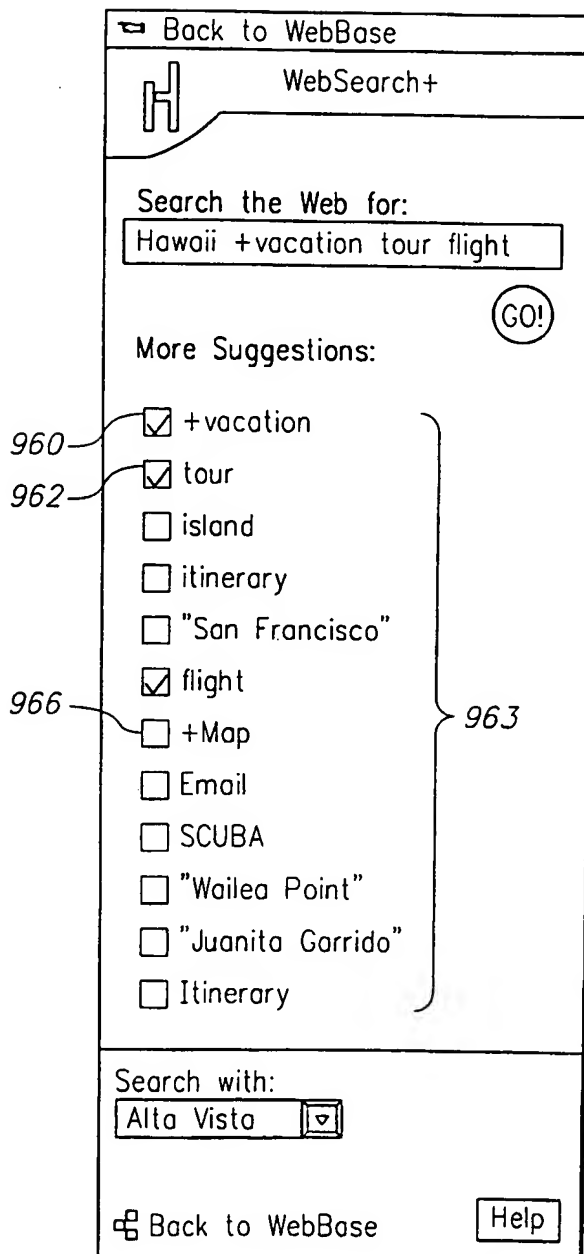 Back to WebBase
WebSearch+
Search the Web for:
Hawaii +vacation tour flight
GO!
More Suggestions:
960
+vacation
962
tour
island
itinerary
"San Francisco"
flight
966
+Map
963
Email
SCUBA
"Wailea Point"
"Juanita Garrido"
Itinerary
Search with:
Alta Vista
Back to WebBase
Help